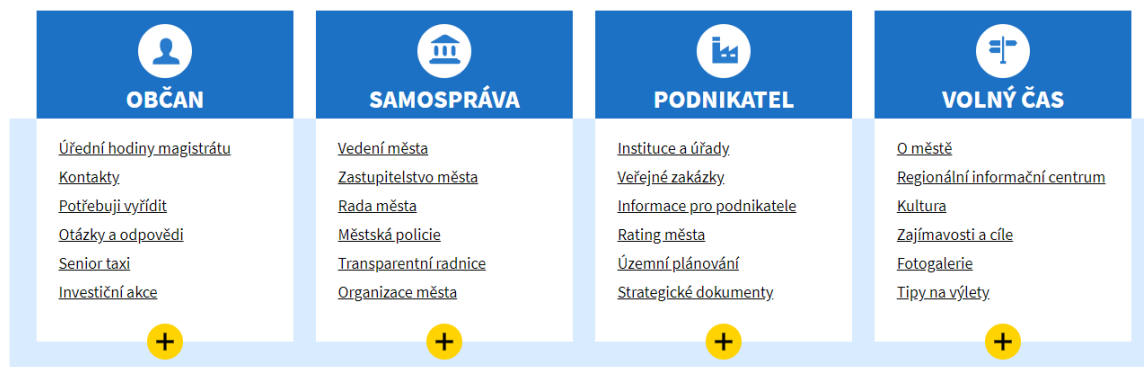 OBČAN
Úřední hodiny magistrátu
Kontakty
Potřebuji vyřídit
Otázky a odpovědi
Senior taxi
Investiční akce
SAMOSPRÁVA
Vedení města
Zastupitelstvo města
Rada města
Městská policie
Transparentní radnice
Organizace města
PODNIKATEL
Instituce a úřady
Veřejné zakázky
Informace pro podnikatele
Rating města
Územní plánování
Strategické dokumenty
VOLNÝ ČAS
O městě
Regionální informační centrum
Kultura
Zajímavosti a cíle
Fotogalerie
Tipy na výlety